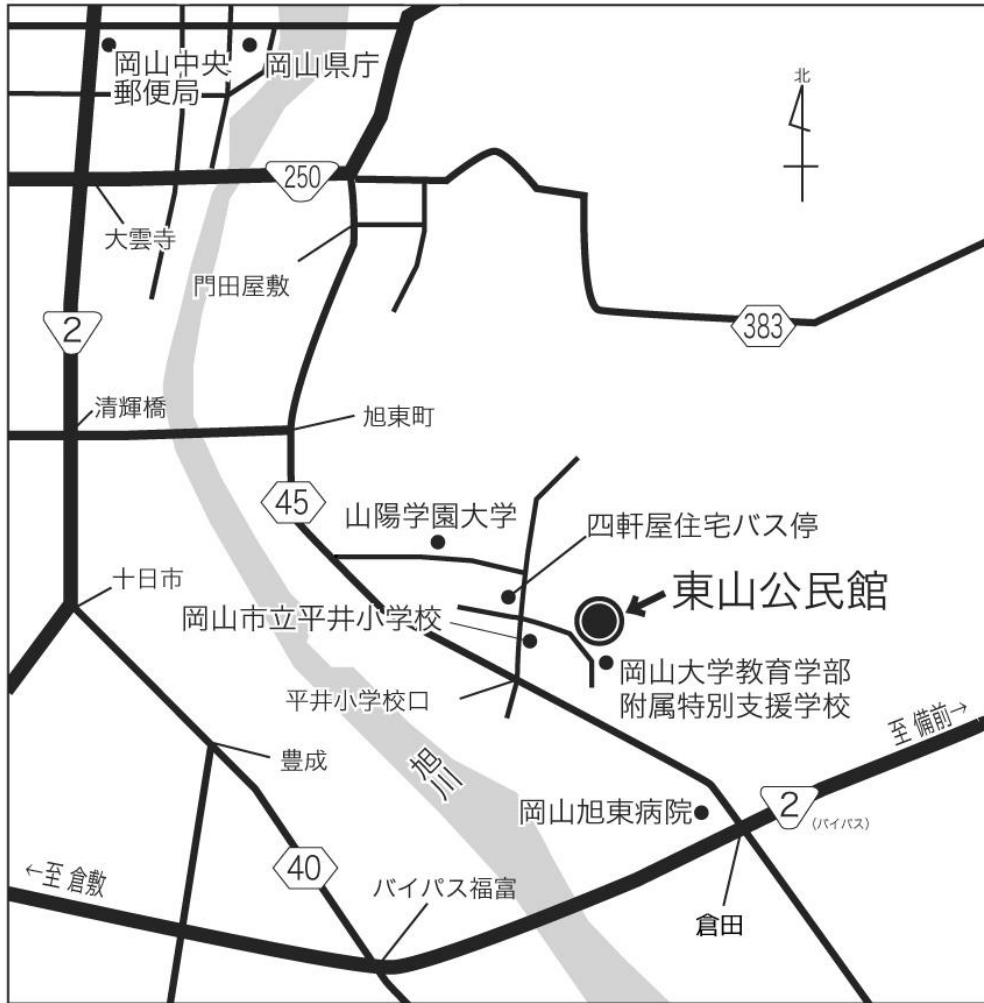 岡山中央
郵便局
岡山県庁
北
250
大雲寺
門田屋敷
2
383
清輝橋
旭東町
45
山陽学園大学
四軒屋住宅バス停
十日市
東山公民館
岡山市立平井小学校
岡山大学教育学部
附属特別支援学校
平井小学校口
至 備前→
豊成
旭川
岡山旭東病院
2
(バイパス)
40
←至 倉敷
バイパス福富
倉田